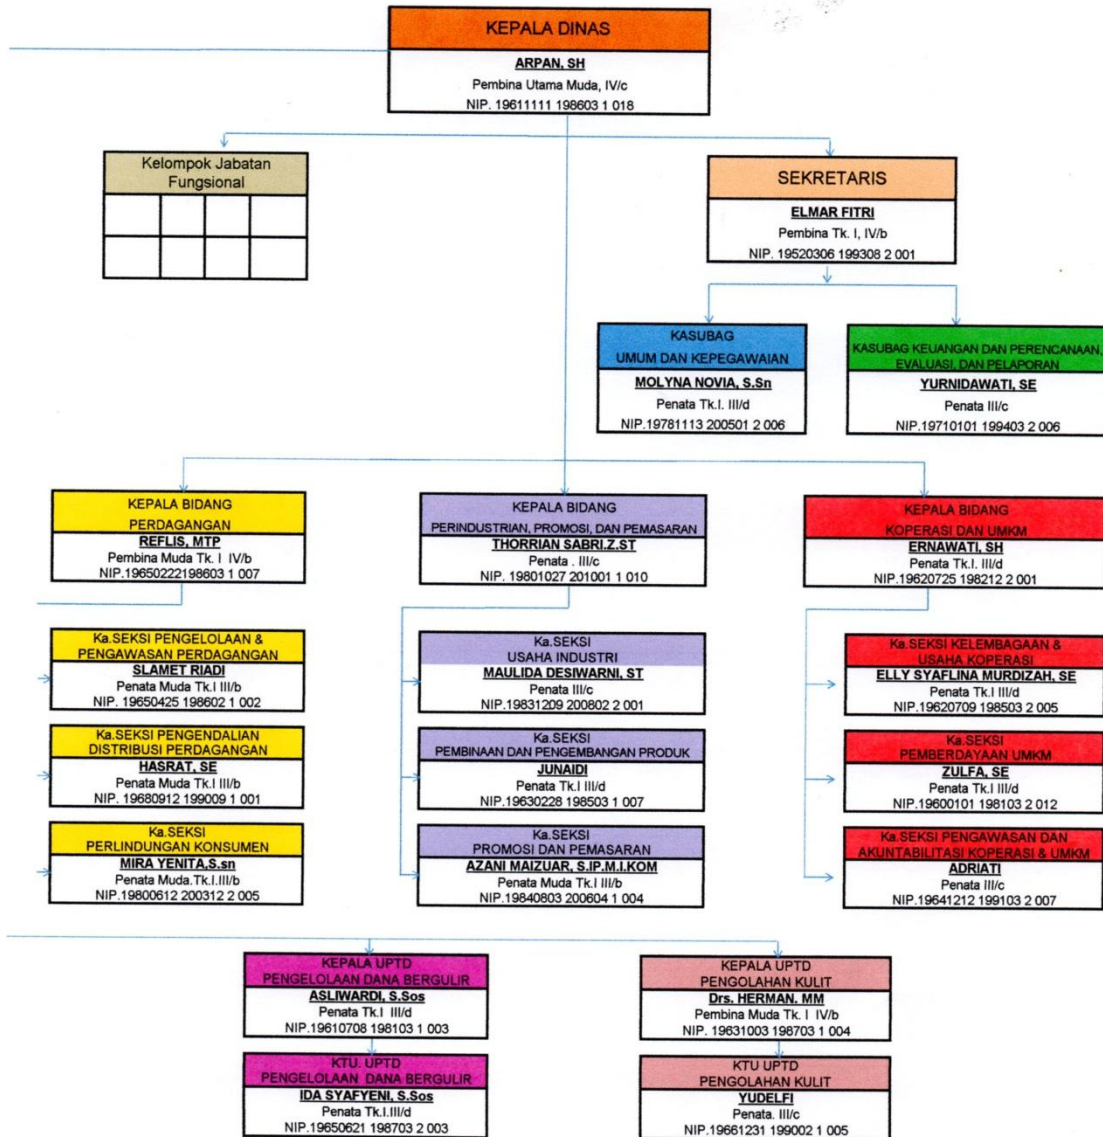 KEPALA DINAS
ARPAN, SH
Pembina Utama Muda, IV/c
NIP. 19611111 198603 1 018
Kelompok Jabatan
Fungsional
SEKRETARIS
ELMAR FITRI
Pembina Tk. I, IV/b
NIP. 19520306 199308 2 001
KASUBAG
UMUM DAN KEPEGAWAIAN
MOLYNA NOVIA, S.Sn
Penata Tk.I. III/d
NIP.19781113 200501 2 006
KASUBAG KEUANGAN DAN PERENCANAAN,
EVALUASI, DAN PELAPORAN
YURNIDAWATI, SE
Penata III/c
NIP.19710101 199403 2 006
KEPALA BIDANG
PERDAGANGAN
REFLIS, MTP
Pembina Muda Tk. I IV/b
NIP.19650222198603 1 007
KEPALA BIDANG
PERINDUSTRIAN, PROMOSI, DAN PEMASARAN
THORRIAN SABRI.Z.ST
Penata . III/c
NIP. 19801027 201001 1 010
KEPALA BIDANG
KOPERASI DAN UMKM
ERNAWATI, SH
Penata Tk.I. III/d
NIP.19620725 198212 2 001
Ka.SEKSI PENGELOLAAN &
PENGAWASAN PERDAGANGAN
SLAMET RIADI
Penata Muda Tk.I III/b
NIP. 19650425 198602 1 002
Ka.SEKSI
USAHA INDUSTRI
MAULIDA DESIWARNI, ST
Penata III/c
NIP.19831209 200802 2 001
Ka.SEKSI KELEMBAGAAN &
USAHA KOPERASI
ELLY SYAFLINA MURDIZAH, SE
Penata Tk.I III/d
NIP.19620709 198503 2 005
Ka.SEKSI PENGENDALIAN
DISTRIBUSI PERDAGANGAN
HASRAT, SE
Penata Muda Tk.I III/b
NIP. 19680912 199009 1 001
Ka.SEKSI
PEMBINAAN DAN PENGEMBANGAN PRODUK
JUNAIDI
Penata Tk.I III/d
NIP.19630228 198503 1 007
Ka.SEKSI
PEMBERDAYAAN UMKM
ZULFA, SE
Penata Tk.I III/d
NIP.19600101 198103 2 012
Ka.SEKSI
PERLINDUNGAN KONSUMEN
MIRA YENITA,S.sn
Penata Muda.Tk.I.III/b
NIP.19800612 200312 2 005
Ka.SEKSI
PROMOSI DAN PEMASARAN
AZANI MAIZUAR, S.IP.M.I.KOM
Penata Muda Tk.I III/b
NIP.19840803 200604 1 004
Ka.SEKSI PENGAWASAN DAN
AKUNTABILITASI KOPERASI & UMKM
ADRIATI
Penata III/c
NIP.19641212 199103 2 007
KEPALA UPTD
PENGELOLAAN DANA BERGULIR
ASLIWARDI, S.Sos
Penata Tk.I III/d
NIP.19610708 198103 1 003
KEPALA UPTD
PENGOLAHAN KULIT
Drs. HERMAN. MM
Pembina Muda Tk. I IV/b
NIP. 19631003 198703 1 004
KTU. UPTD
PENGELOLAAN DANA BERGULIR
IDA SYAFYENI, S.Sos
Penata Tk.I.III/d
NIP.19650621 198703 2 003
KTU UPTD
PENGOLAHAN KULIT
YUDELFI
Penata. III/c
NIP.19661231 199002 1 005